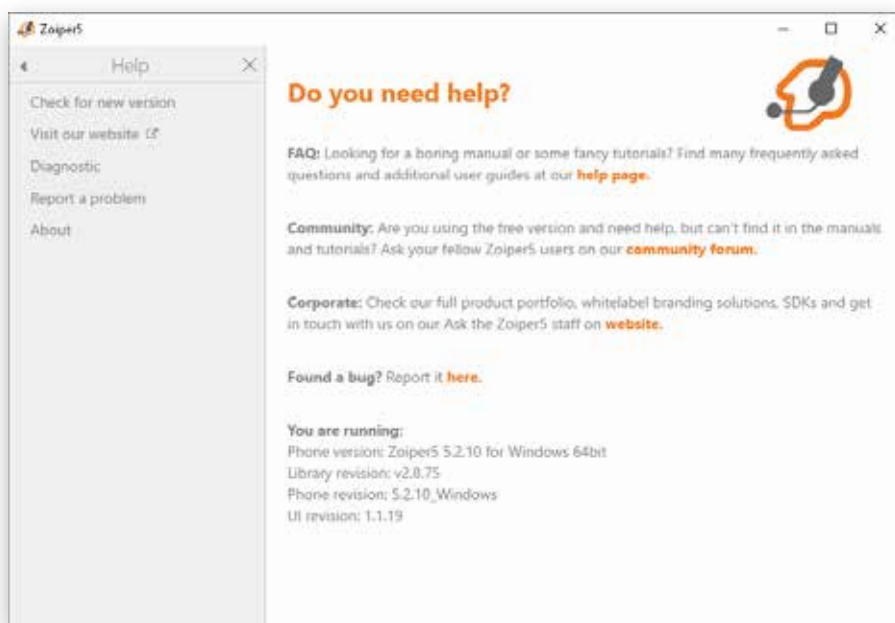 Zoiper5
Help
Check for new version
Visit our website
Diagnostic
Report a problem
About
Do you need help?
FAQ: Looking for a boring manual or some fancy tutorials? Find many frequently asked
questions and additional user guides at our help page.
Community: Are you using the free version and need help, but can't find it in the manuals
and tutorials? Ask your fellow Zoiper5 users on our community forum.
Corporate: Check our full product portfolio, whitelabel branding solutions, SDKs and get
in touch with us on our Ask the Zoiper5 staff on website.
Found a bug? Report it here.
You are running:
Phone version: Zoiper5 5.2.10 for Windows 64bit
Library revision: v2.8.75
Phone revision: 5.2.10_Windows
UI revision: 1.1.19